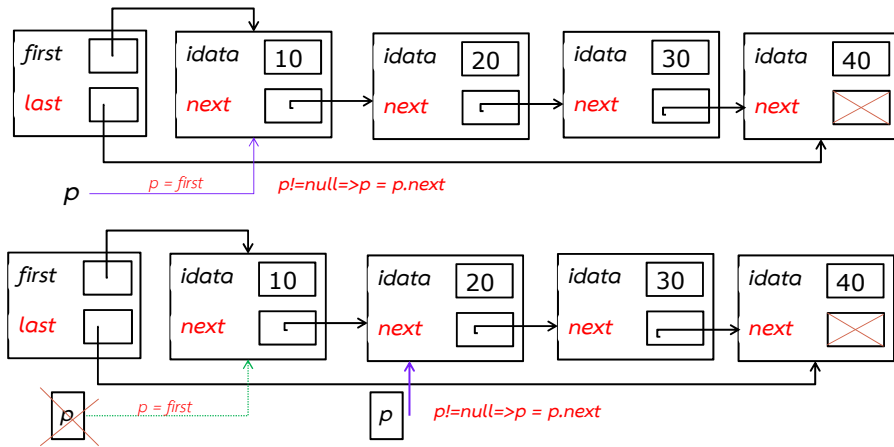 first idata 10 idata 20 idata 30 idata 40
last next next next next
p p = first p!=null=>p = p.next
first idata 10 idata 20 idata 30 idata 40
last next next next next
p p = first p p!=null=>p = p.next